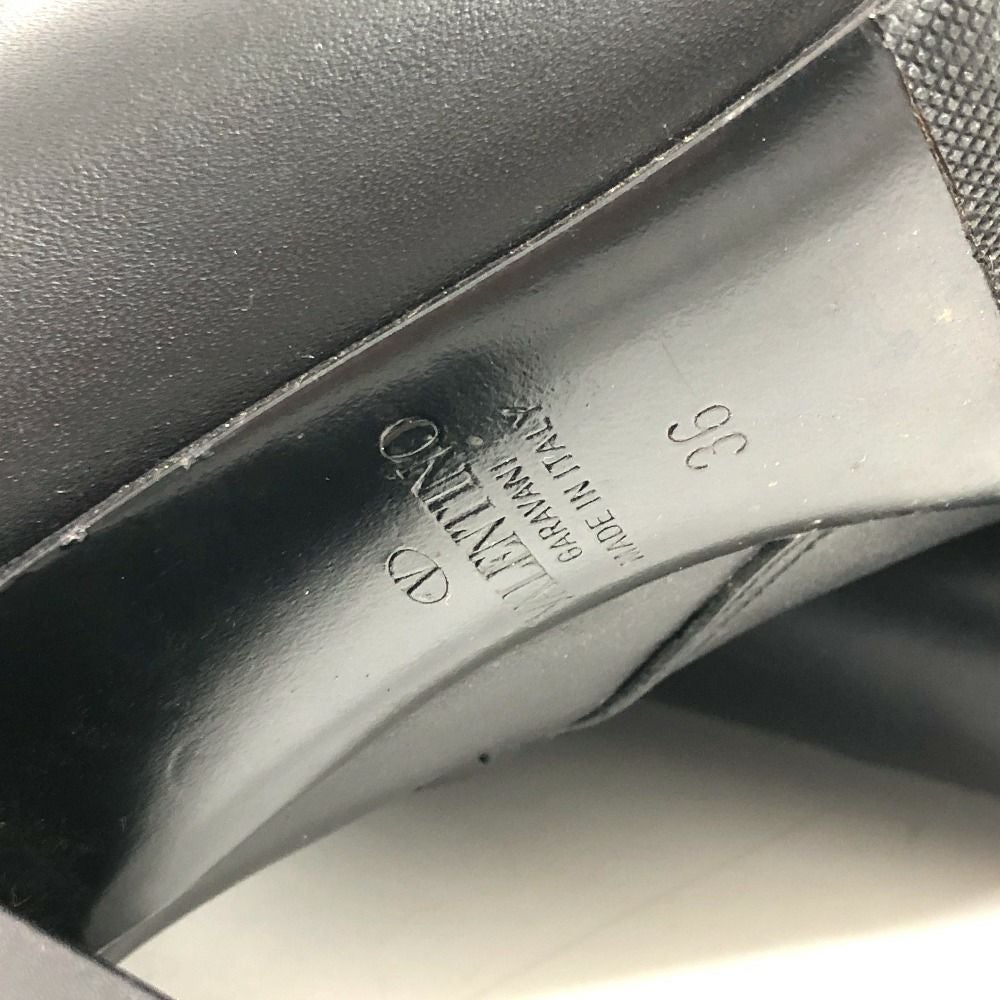 VALENTINO
GARAVANI
MADE IN ITALY
36